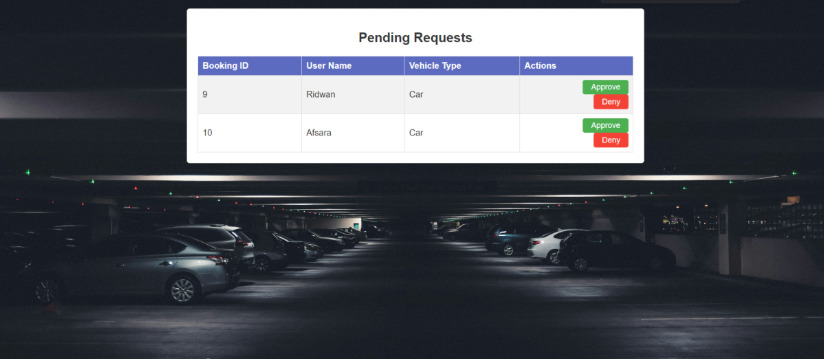 Pending Requests
Booking ID User Name Vehicle Type Actions
9 Ridwan Car Approve
Deny
10 Afsara Car Approve
Deny